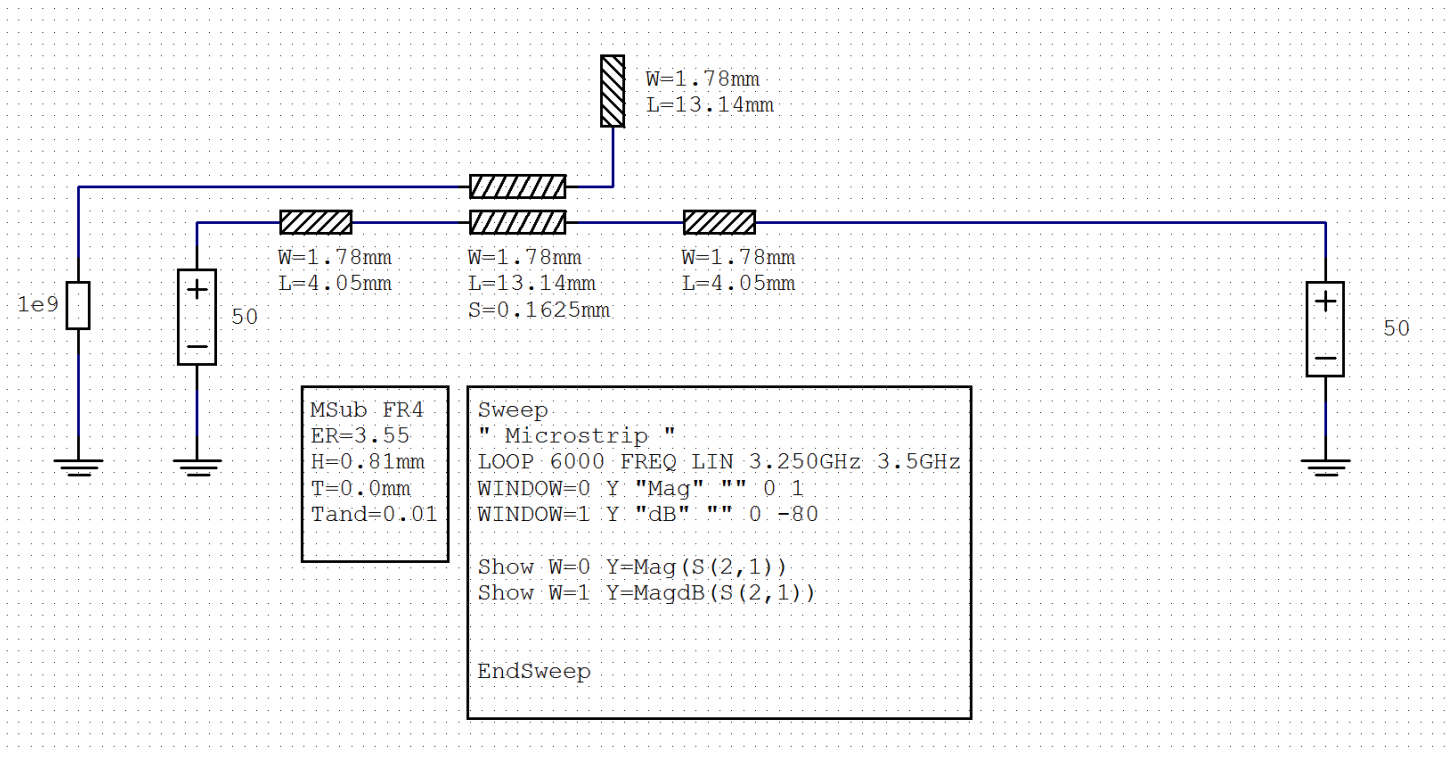 W=1.78mm
L=13.14mm
W=1.78mm
L=4.05mm
W=1.78mm
L=13.14mm
S=0.1625mm
W=1.78mm
L=4.05mm
1e9
+
50
−
+
50
−
MSub FR4
ER=3.55
H=0.81mm
T=0.0mm
Tand=0.01
Sweep
" Microstrip "
LOOP 6000 FREQ LIN 3.250GHz 3.5GHz
WINDOW=0 Y "Mag" "" 0 1
WINDOW=1 Y "dB" "" 0 -80
Show W=0 Y=Mag(S(2,1))
Show W=1 Y=MagdB(S(2,1))
EndSweep